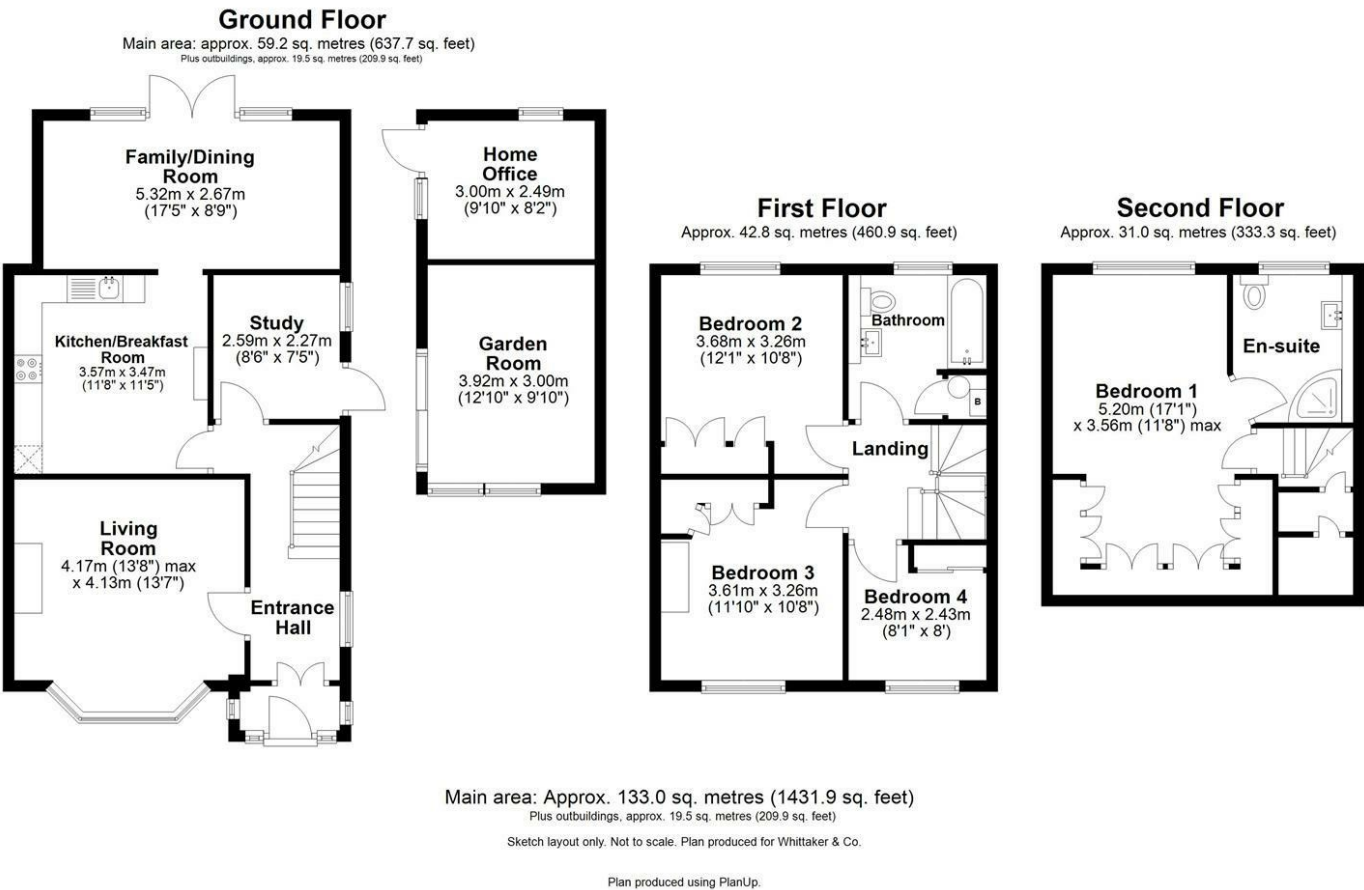 Ground Floor
Main area: approx. 59.2 sq. metres (637.7 sq. feet)
Plus outbuildings, approx. 19.5 sq. metres (209.9 sq. feet)
Family/Dining
Room
5.32m x 2.67m
(17'5" x 8'9")
Home
Office
3.00m x 2.49m
(9'10" x 8'2")
Kitchen/Breakfast
Room
3.57m x 3.47m
(11'8" x 11'5")
Study
2.59m x 2.27m
(8'6" x 7'5")
Garden
Room
3.92m x 3.00m
(12'10" x 9'10")
Living
Room
4.17m (13'8") max
x 4.13m (13'7")
Entrance
Hall
First Floor
Approx. 42.8 sq. metres (460.9 sq. feet)
Bedroom 2
3.68m x 3.26m
(12'1" x 10'8")
Bathroom
B
Landing
Bedroom 3
3.61m x 3.26m
(11'10" x 10'8")
Bedroom 4
2.48m x 2.43m
(8'1" x 8')
Second Floor
Approx. 31.0 sq. metres (333.3 sq. feet)
En-suite
Bedroom 1
5.20m (17'1")
x 3.56m (11'8") max
Main area: Approx. 133.0 sq. metres (1431.9 sq. feet)
Plus outbuildings, approx. 19.5 sq. metres (209.9 sq. feet)
Sketch layout only. Not to scale. Plan produced for Whittaker & Co.
Plan produced using PlanUp.